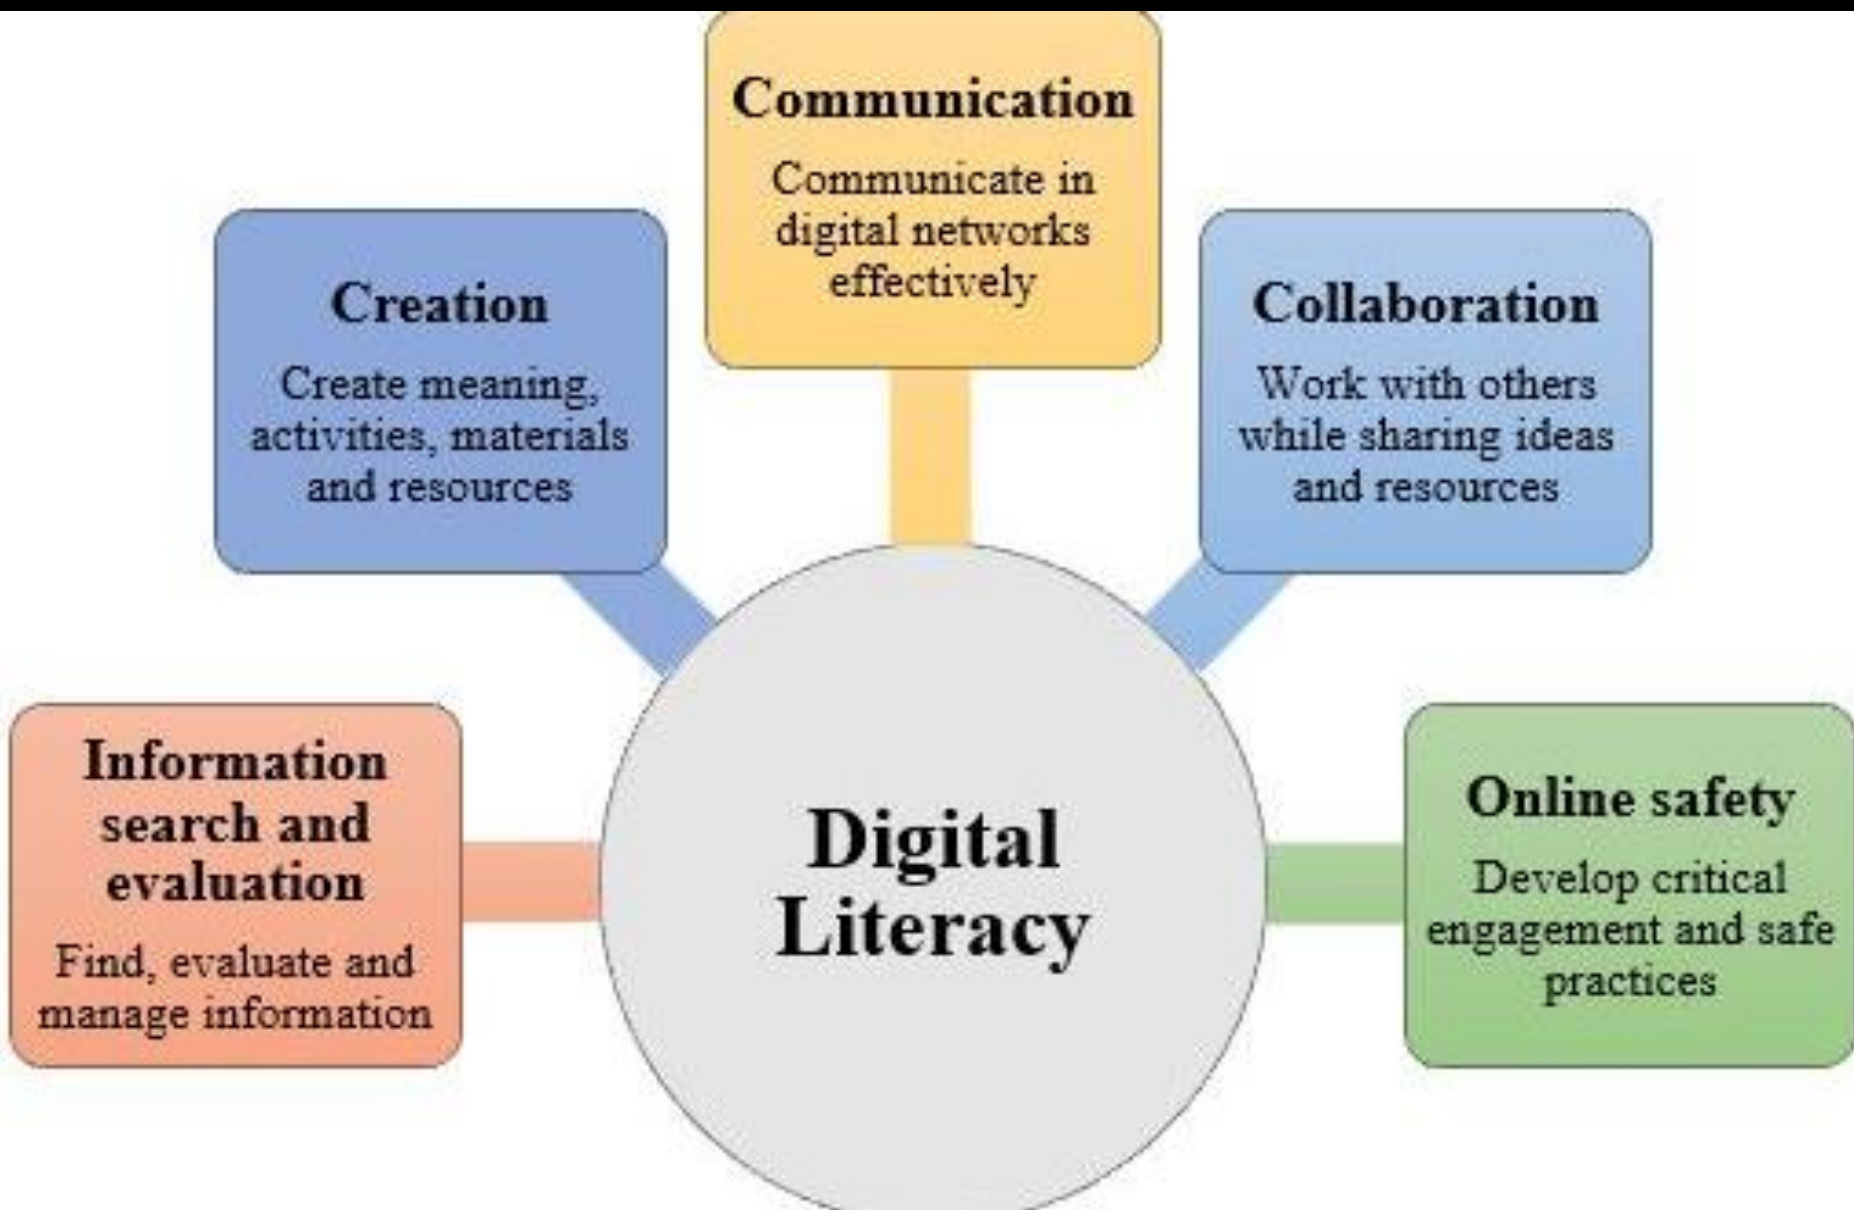 Communication
Communicate in
digital networks
effectively
Creation
Create meaning,
activities, materials
and resources
Collaboration
Work with others
while sharing ideas
and resources
Information
search and
evaluation
Find, evaluate and
manage information
Digital
Literacy
Online safety
Develop critical
engagement and safe
practices